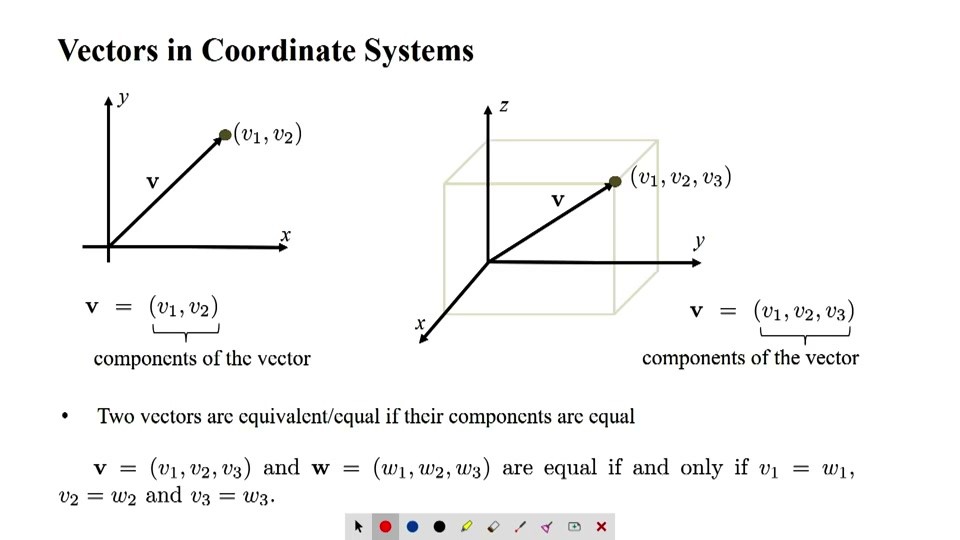 Vectors in Coordinate Systems
y
(v₁, v₂)
v
x
v = (v₁, v₂)
components of the vector
z
(v₁, v₂, v₃)
v
y
x
v = (v₁, v₂, v₃)
components of the vector
• Two vectors are equivalent/equal if their components are equal
v = (v₁, v₂, v₃) and w = (w₁, w₂, w₃) are equal if and only if v₁ = w₁,
v₂ = w₂ and v₃ = w₃.